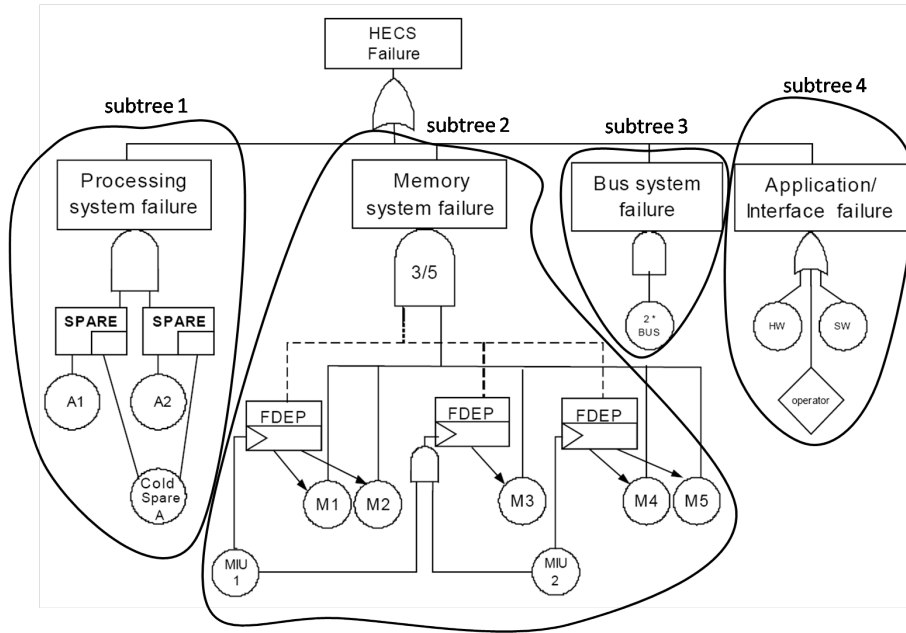 HECS
Failure
subtree 1
subtree 2
subtree 3
subtree 4
Processing
system failure
Memory
system failure
Bus system
failure
Application/
Interface failure
3/5
SPARE
SPARE
2 *
BUS
HW
SW
A1
A2
operator
FDEP
FDEP
FDEP
Cold
Spare
A
M1
M2
M3
M4
M5
MIU
1
MIU
2